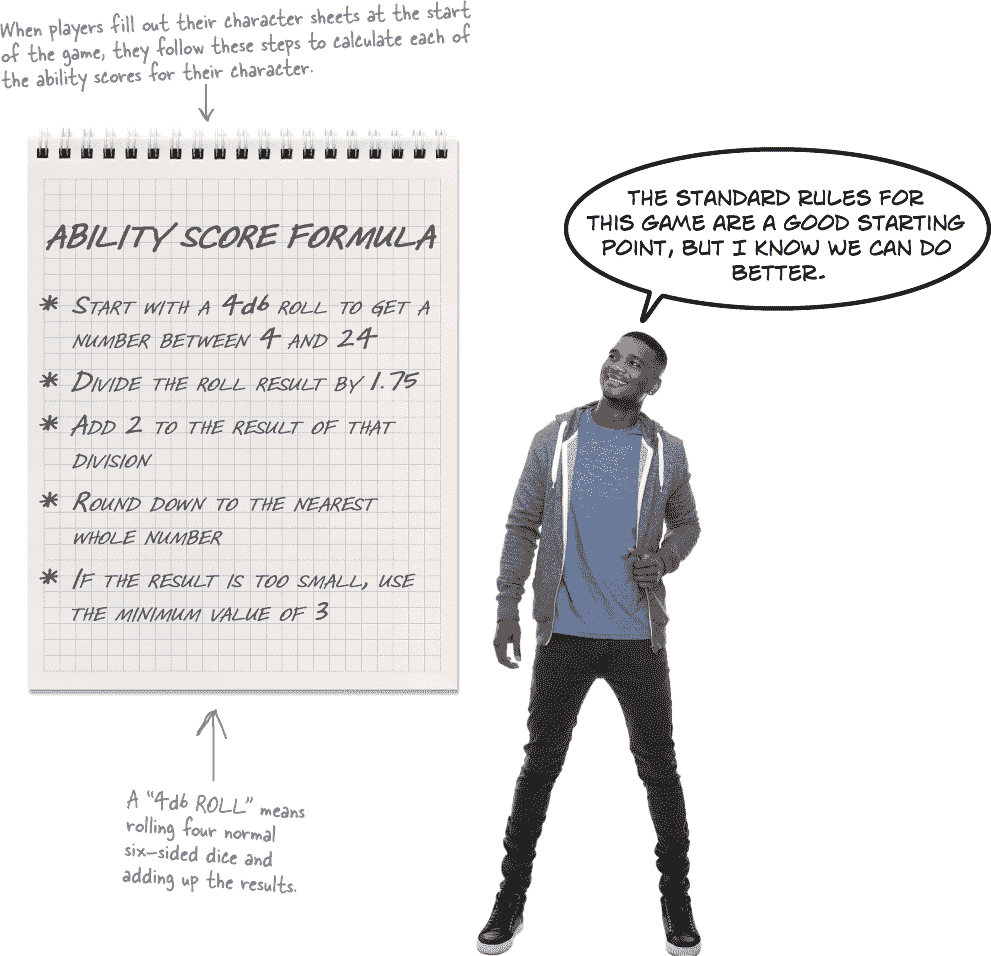 When players fill out their character sheets at the start
of the game, they follow these steps to calculate each of
the ability scores for their character.
ABILITY SCORE FORMULA
* START WITH A 4d6 ROLL TO GET A
NUMBER BETWEEN 4 AND 24
* DIVIDE THE ROLL RESULT BY 1.75
* ADD 2 TO THE RESULT OF THAT
DIVISION
* ROUND DOWN TO THE NEAREST
WHOLE NUMBER
* IF THE RESULT IS TOO SMALL, USE
THE MINIMUM VALUE OF 3
A “4d6 ROLL” means
rolling four normal
six-sided dice and
adding up the results.
THE STANDARD RULES FOR
THIS GAME ARE A GOOD STARTING
POINT, BUT I KNOW WE CAN DO
BETTER.